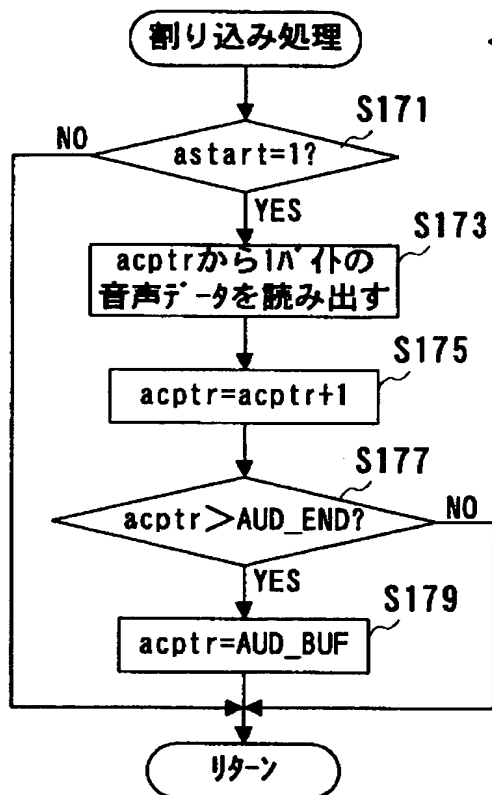 割り込み処理
S171
NO
astart=1?
YES
S173
acptrから1バイトの
音声データを読み出す
S175
acptr=acptr+1
S177
acptr>AUD_END?
NO
YES
S179
acptr=AUD_BUF
リターン